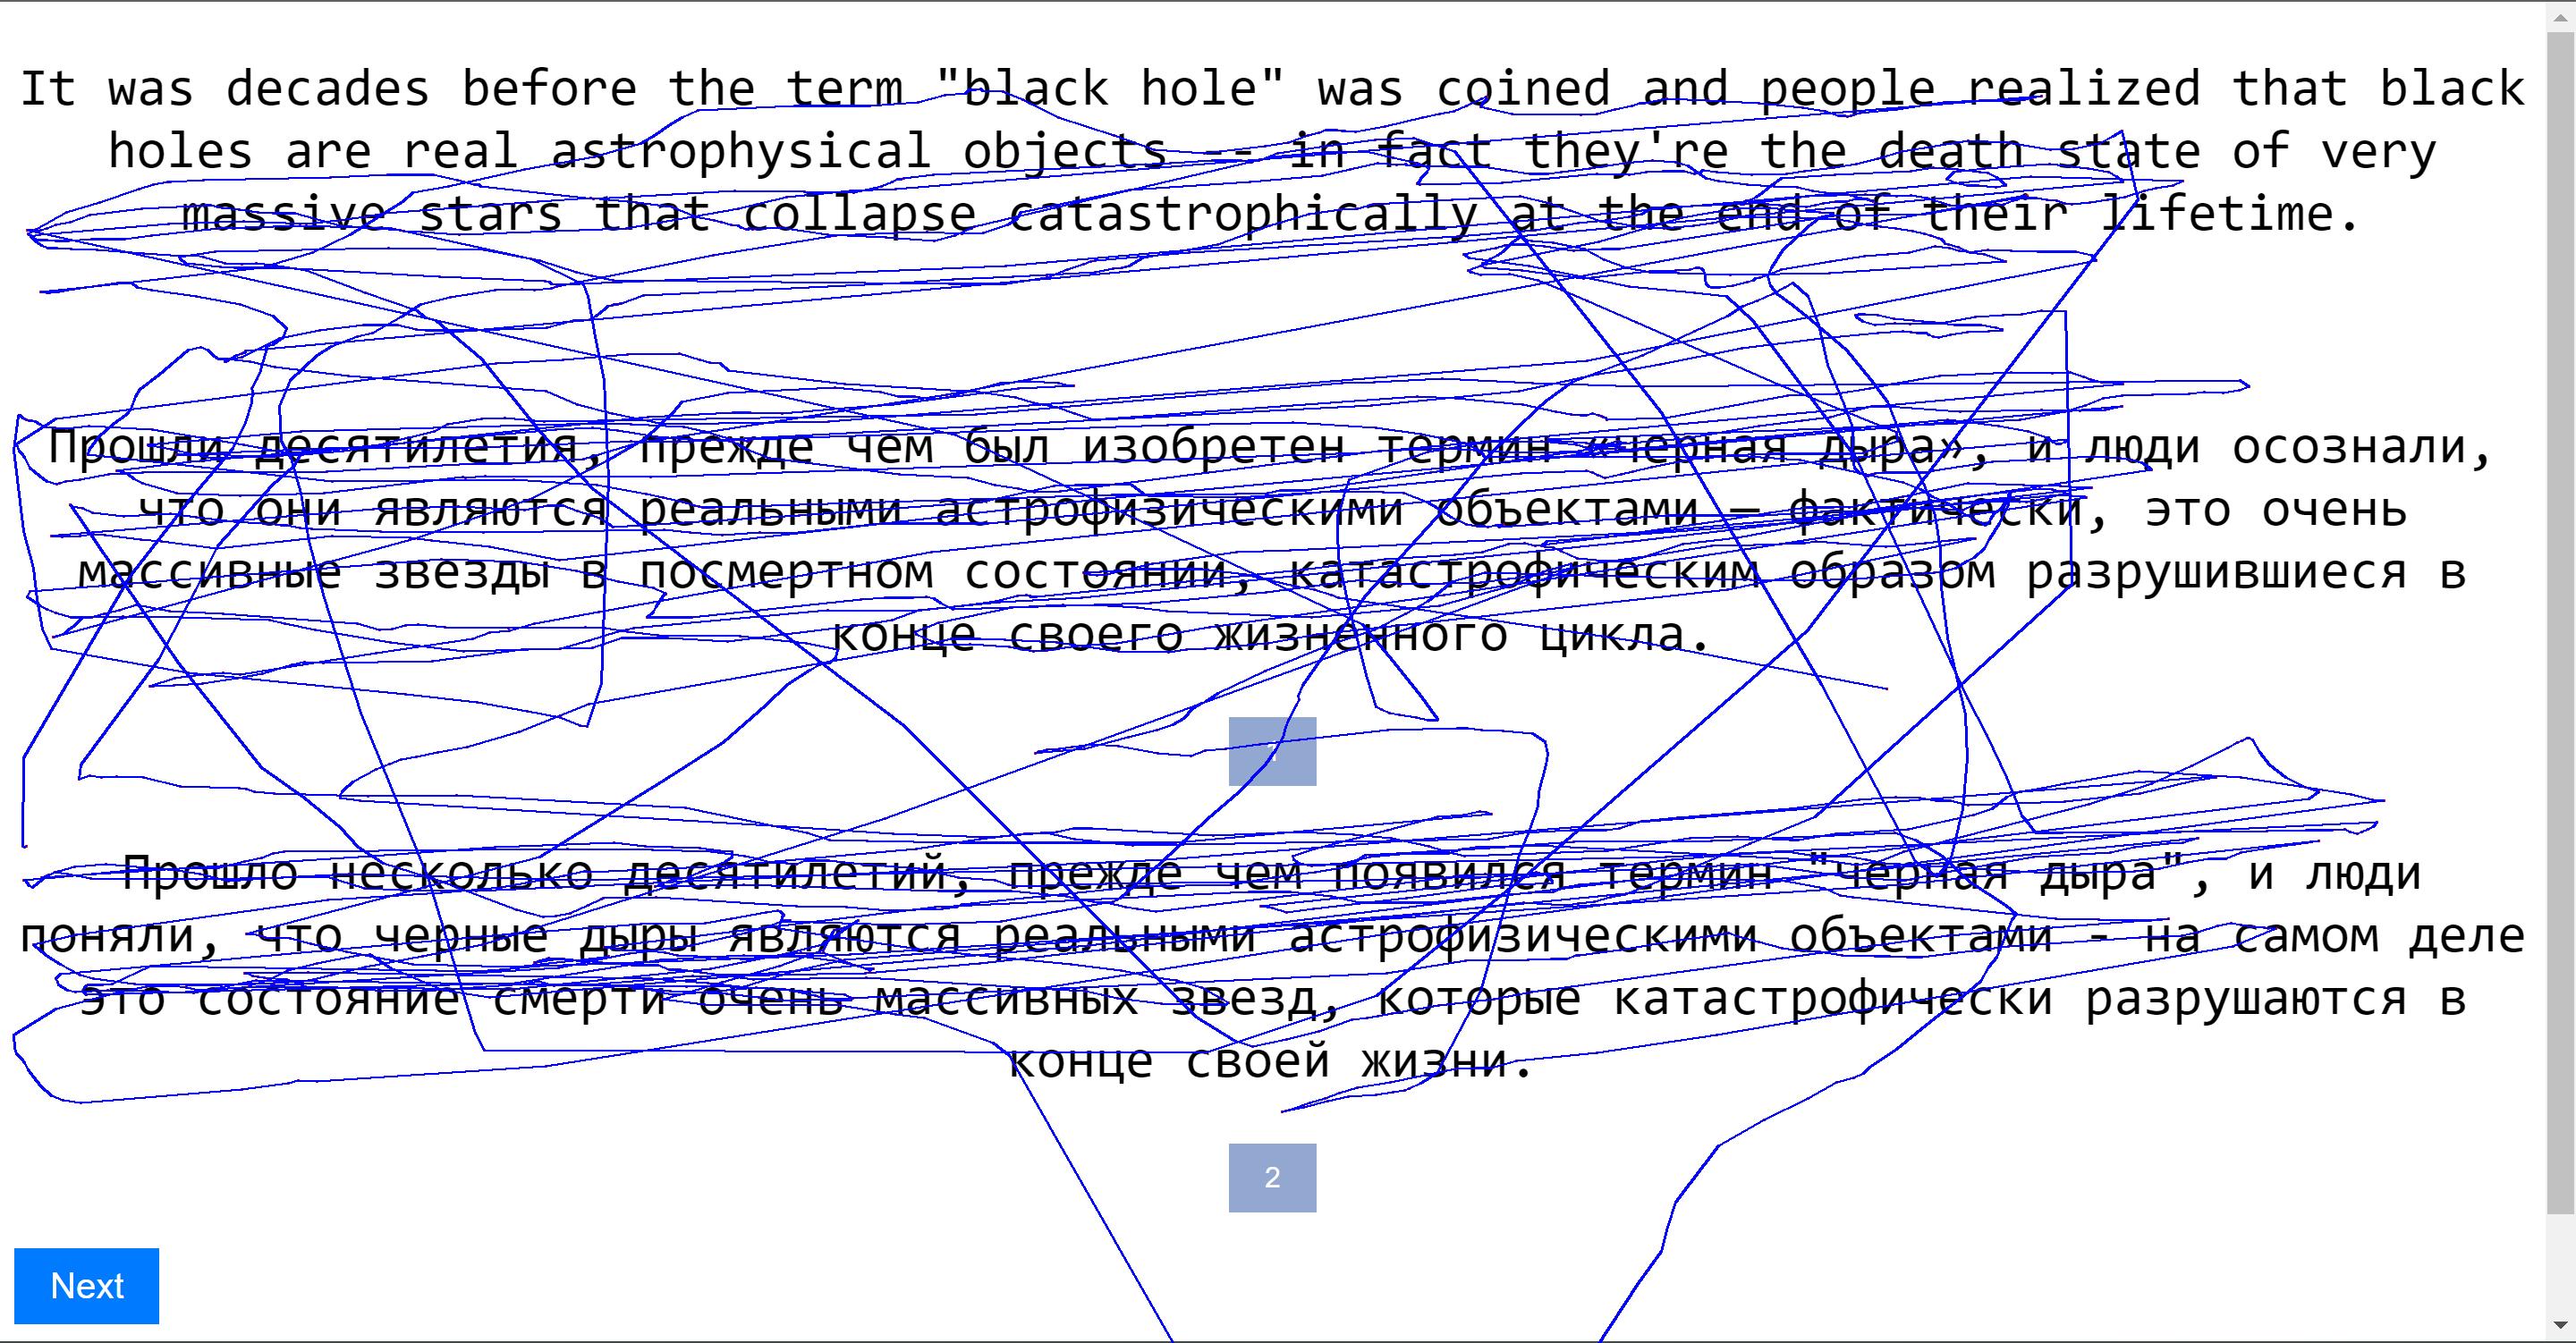 It was decades before the term "black hole" was coined and people realized that black
holes are real astrophysical objects -- in fact they're the death state of very
massive stars that collapse catastrophically at the end of their lifetime.
Прошли десятилетия, прежде чем был изобретен термин «черная дыра», и люди осознали,
что они являются реальными астрофизическими объектами — фактически, это очень
массивные звезды в посмертном состоянии, катастрофическим образом разрушившиеся в
конце своего жизненного цикла.
1
Прошло несколько десятилетий, прежде чем появился термин "черная дыра", и люди
поняли, что черные дыры являются реальными астрофизическими объектами - на самом деле
это состояние смерти очень массивных звезд, которые катастрофически разрушаются в
конце своей жизни.
2
Next